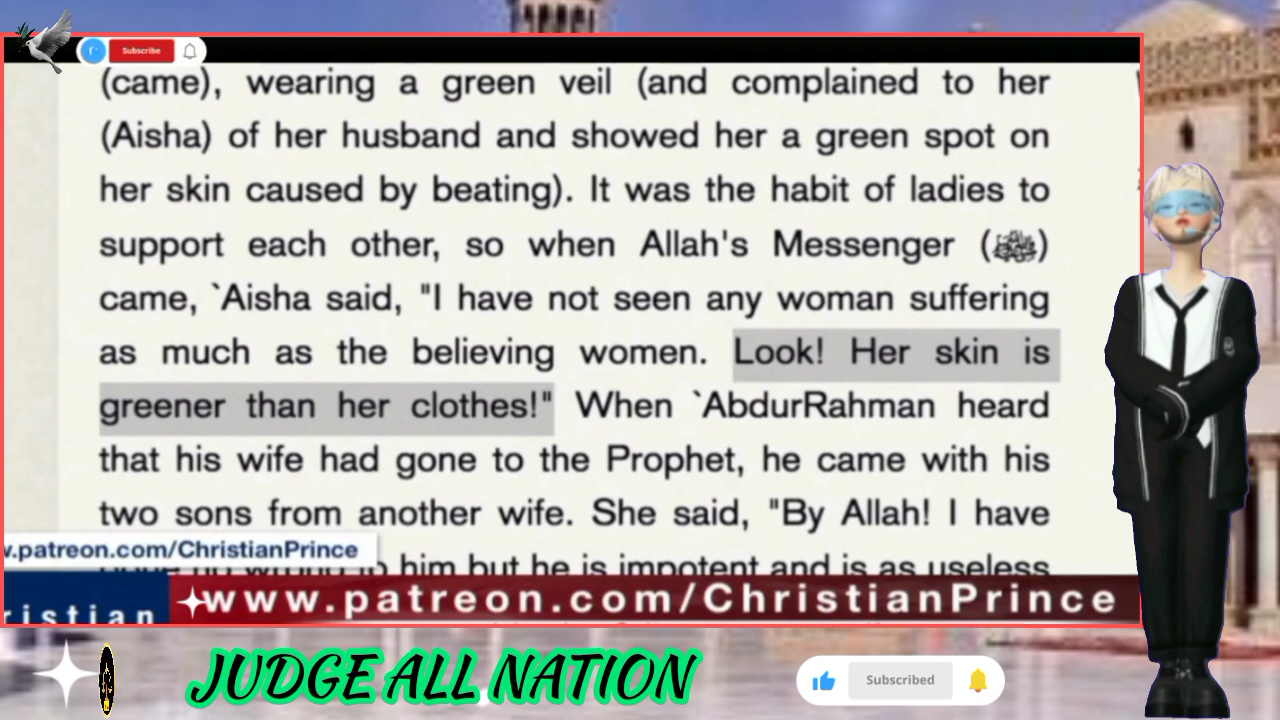 Subscribe
(came), wearing a green veil (and complained to her
(Aisha) of her husband and showed her a green spot on
her skin caused by beating). It was the habit of ladies to
support each other, so when Allah's Messenger (ﷺ)
came, `Aisha said, "I have not seen any woman suffering
as much as the believing women. Look! Her skin is
greener than her clothes!" When `AbdurRahman heard
that his wife had gone to the Prophet, he came with his
two sons from another wife. She said, "By Allah! I have
him but he is impotent and is as useless
w.patreon.com/ChristianPrince
ristian
www.patreon.com/ChristianPrince
JUDGE ALL NATION
Subscribed